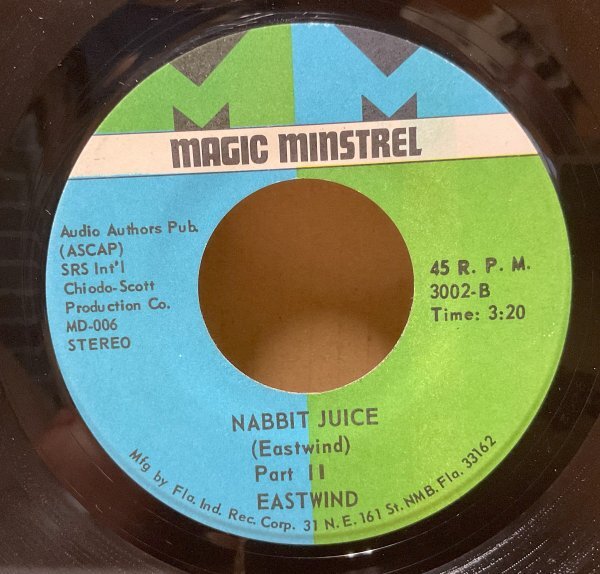 MAGIC MINSTREL
Audio Authors Pub.
(ASCAP)
SRS Int'l
Chiodo-Scott
Production Co.
MD-006
STEREO
45 R. P. M.
3002-B
Time: 3:20
NABBIT JUICE
(Eastwind)
Part II
EASTWIND
Mfg by Fla. Ind. Rec. Corp. 31 N. E. 161 St. NMB. Fla. 33162